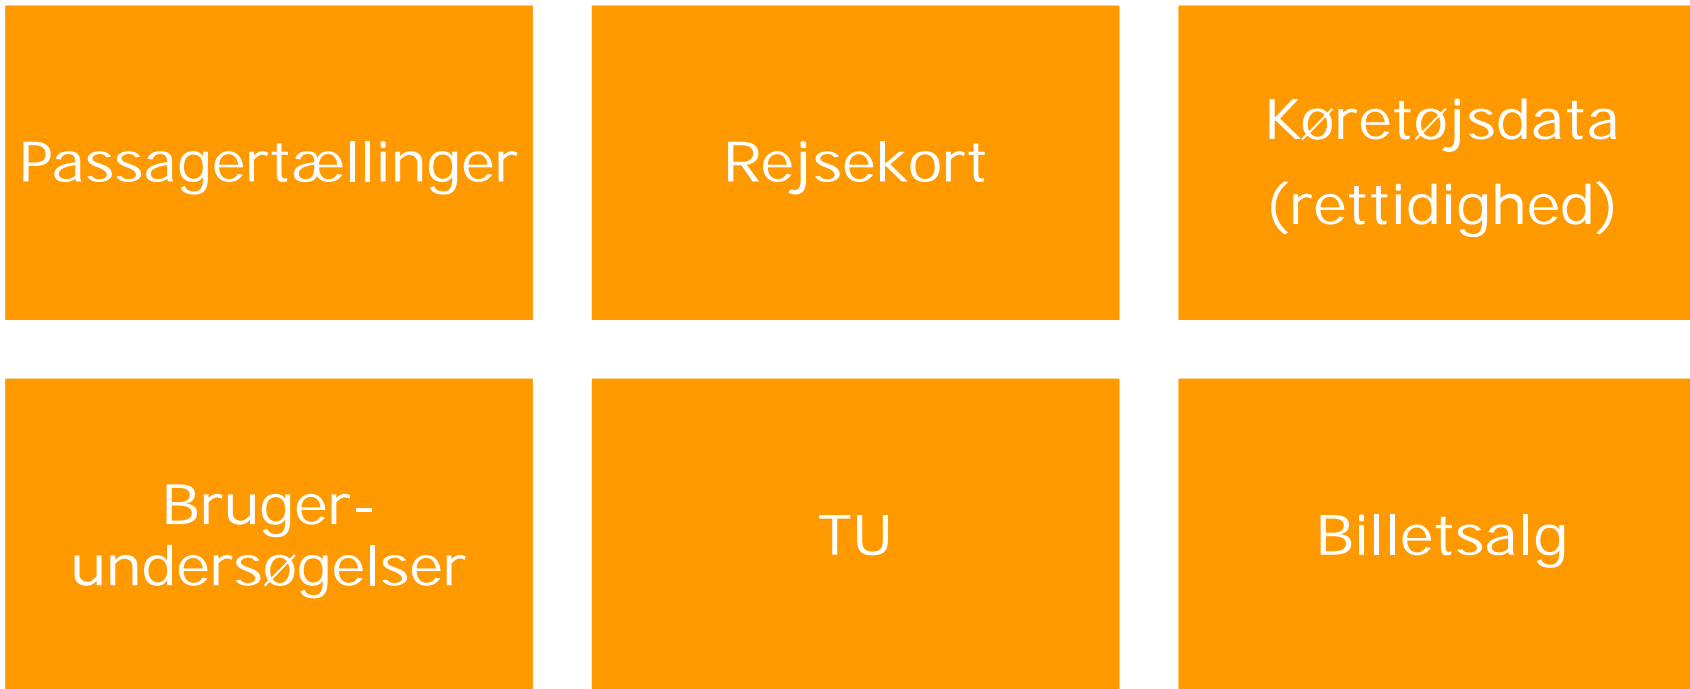 Passagertællinger
Rejsekort
Køretøjsdata
(rettidighed)
Bruger-
undersøgelser
TU
Billetsalg